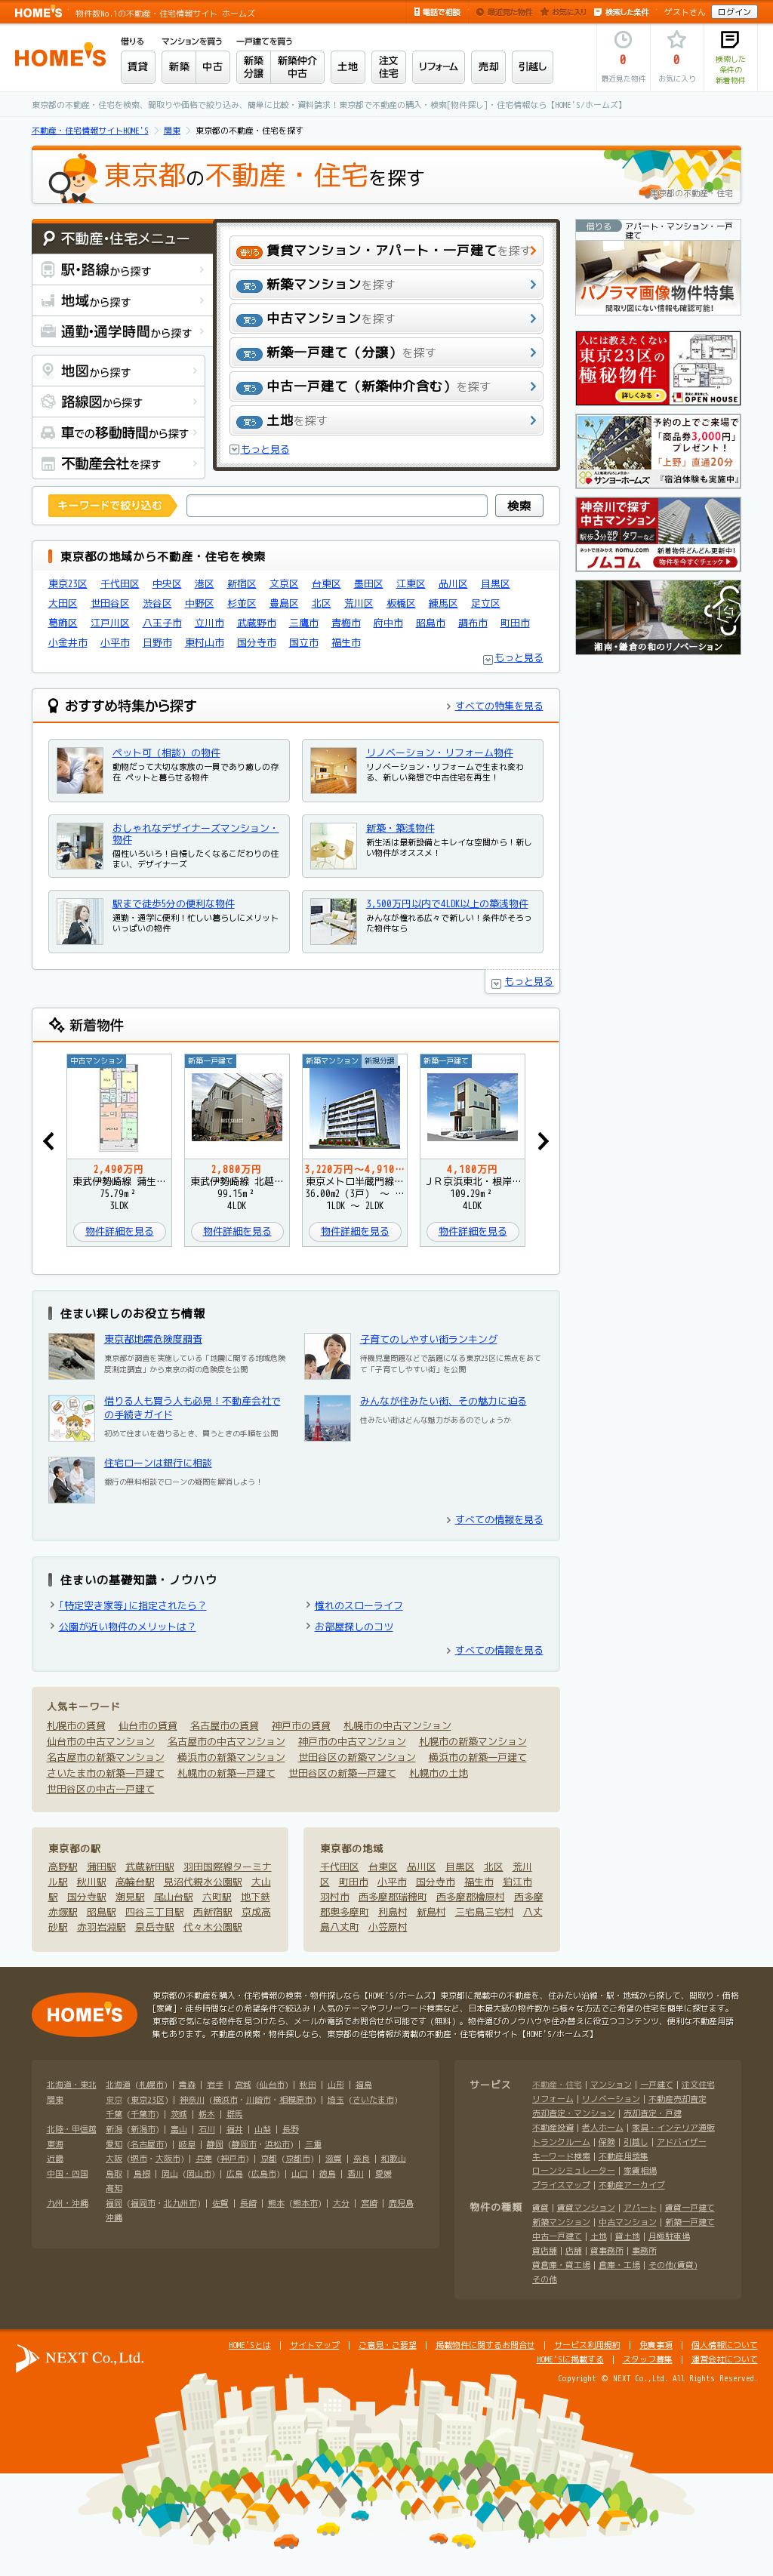 HOME'S 物件数No.1の不動産・住宅情報サイト ホームズ
電話で相談 最近見た物件 お気に入り 検索した条件 ゲストさん ログイン
HOME'S
借りる マンションを買う 一戸建てを買う
賃貸 新築 中古 新築分譲 新築仲介中古 土地 注文住宅 リフォーム 売却 引越し
0 最近見た物件
0 お気に入り
検索した条件の新着物件
東京都の不動産・住宅を検索、間取りや価格で絞り込み、簡単に比較・資料請求！東京都で不動産の購入・検索[物件探し]・住宅情報なら【HOME'S/ホームズ】
不動産・住宅情報サイトHOME'S > 関東 > 東京都の不動産・住宅を探す
東京都の不動産・住宅を探す
東京都の不動産・住宅
不動産・住宅メニュー
駅・路線から探す
地域から探す
通勤・通学時間から探す
地図から探す
路線図から探す
車での移動時間から探す
不動産会社を探す
借りる 賃貸マンション・アパート・一戸建てを探す
買う 新築マンションを探す
買う 中古マンションを探す
買う 新築一戸建て（分譲）を探す
買う 中古一戸建て（新築仲介含む）を探す
買う 土地を探す
もっと見る
キーワードで絞り込む 検索
借りる アパート・マンション・一戸建て
パノラマ画像物件特集
間取り図にない情報も確認可能！
人には教えたくない
東京23区の極秘物件
詳しくみる
OPEN HOUSE
予約の上でご来場で
「商品券3,000円」プレゼント！
「上野」直通20分
サンヨーホームズ 『宿泊体験も実施中』
神奈川で探す
中古マンション
駅歩3分など タワーなど
ネットで住みかえ nomu.com
ノムコム
新着物件どんどん更新中！
物件を今すぐチェック
湘南・鎌倉の和のリノベーション
東京都の地域から不動産・住宅を検索
東京23区 千代田区 中央区 港区 新宿区 文京区 台東区 墨田区 江東区 品川区 目黒区
大田区 世田谷区 渋谷区 中野区 杉並区 豊島区 北区 荒川区 板橋区 練馬区 足立区
葛飾区 江戸川区 八王子市 立川市 武蔵野市 三鷹市 青梅市 府中市 昭島市 調布市 町田市
小金井市 小平市 日野市 東村山市 国分寺市 国立市 福生市
もっと見る
おすすめ特集から探す
すべての特集を見る
ペット可（相談）の物件
動物だって大切な家族の一員であり癒しの存在 ペットと暮らせる物件
リノベーション・リフォーム物件
リノベーション・リフォームで生まれ変わる、新しい発想で中古住宅を再生！
おしゃれなデザイナーズマンション・物件
個性いろいろ！自慢したくなるこだわりの住まい、デザイナーズ
新築・築浅物件
新生活は最新設備とキレイな空間から！新しい物件がオススメ！
駅まで徒歩5分の便利な物件
通勤・通学に便利！忙しい暮らしにメリットいっぱいの物件
3,500万円以内で4LDK以上の築浅物件
みんなが憧れる広々で新しい！条件がそろった物件なら
もっと見る
新着物件
中古マンション
2,490万円
東武伊勢崎線 蒲生…
75.79m²
3LDK
物件詳細を見る
新築一戸建て
2,880万円
東武伊勢崎線 北越…
99.15m²
4LDK
物件詳細を見る
新築マンション 新規分譲
3,220万円～4,910…
東京メトロ半蔵門線…
36.00m2（3戸） ～ …
1LDK ～ 2LDK
物件詳細を見る
新築一戸建て
4,180万円
ＪＲ京浜東北・根岸…
109.29m²
4LDK
物件詳細を見る
住まい探しのお役立ち情報
東京都地震危険度調査
東京都が調査を実施している「地震に関する地域危険度測定調査」から東京の街の危険度を公開
子育てのしやすい街ランキング
待機児童問題などで話題になる東京23区に焦点をあてて「子育てしやすい街」を公開
借りる人も買う人も必見！不動産会社での手続きガイド
初めて住まいを借りるとき、買うときの手順を公開
みんなが住みたい街、その魅力に迫る
住みたい街はどんな魅力があるのでしょうか
住宅ローンは銀行に相談
銀行の無料相談でローンの疑問を解消しよう！
すべての情報を見る
住まいの基礎知識・ノウハウ
「特定空き家等」に指定されたら？
憧れのスローライフ
公園が近い物件のメリットは？
お部屋探しのコツ
すべての情報を見る
人気キーワード
札幌市の賃貸 仙台市の賃貸 名古屋市の賃貸 神戸市の賃貸 札幌市の中古マンション
仙台市の中古マンション 名古屋市の中古マンション 神戸市の中古マンション 札幌市の新築マンション
名古屋市の新築マンション 横浜市の新築マンション 世田谷区の新築マンション 横浜市の新築一戸建て
さいたま市の新築一戸建て 札幌市の新築一戸建て 世田谷区の新築一戸建て 札幌市の土地
世田谷区の中古一戸建て
東京都の駅
高野駅 蒲田駅 武蔵新田駅 羽田国際線ターミナル駅 秋川駅 高輪台駅 見沼代親水公園駅 大山駅 国分寺駅 潮見駅 尾山台駅 六町駅 地下鉄赤塚駅 昭島駅 四谷三丁目駅 西新宿駅 京成高砂駅 赤羽岩淵駅 泉岳寺駅 代々木公園駅
東京都の地域
千代田区 台東区 品川区 目黒区 北区 荒川区 町田市 小平市 国分寺市 福生市 狛江市 羽村市 西多摩郡瑞穂町 西多摩郡檜原村 西多摩郡奥多摩町 利島村 新島村 三宅島三宅村 八丈島八丈町 小笠原村
HOME'S
東京都の不動産を購入・住宅情報の検索・物件探しなら【HOME'S/ホームズ】東京都に掲載中の不動産を、住みたい沿線・駅・地域から探して、間取り・価格[家賃]・徒歩時間などの希望条件で絞込み！人気のテーマやフリーワード検索など、日本最大級の物件数から様々な方法でご希望の住宅を簡単に探せます。東京都で気になる物件を見つけたら、メールか電話でお問合せが可能です（無料）。物件選びのノウハウや住み替えに役立つコンテンツ、便利な不動産用語集もあります。不動産の検索・物件探しなら、東京都の住宅情報が満載の不動産・住宅情報サイト【HOME'S/ホームズ】
北海道・東北 北海道（札幌市）｜青森｜岩手｜宮城（仙台市）｜秋田｜山形｜福島
関東 東京（東京23区）｜神奈川（横浜市・川崎市・相模原市）｜埼玉（さいたま市）
千葉（千葉市）｜茨城｜栃木｜群馬
北陸・甲信越 新潟（新潟市）｜富山｜石川｜福井｜山梨｜長野
東海 愛知（名古屋市）｜岐阜｜静岡（静岡市・浜松市）｜三重
近畿 大阪（堺市・大阪市）｜兵庫（神戸市）｜京都（京都市）｜滋賀｜奈良｜和歌山
中国・四国 鳥取｜島根｜岡山（岡山市）｜広島（広島市）｜山口｜徳島｜香川｜愛媛
高知
九州・沖縄 福岡（福岡市・北九州市）｜佐賀｜長崎｜熊本（熊本市）｜大分｜宮崎｜鹿児島
沖縄
サービス 不動産・住宅｜マンション｜一戸建て｜注文住宅
リフォーム｜リノベーション｜不動産売却査定
売却査定・マンション｜売却査定・戸建
不動産投資｜老人ホーム｜家具・インテリア通販
トランクルーム｜保険｜引越し｜アドバイザー
キーワード検索｜不動産用語集
ローンシミュレーター｜家賃相場
プライスマップ｜不動産アーカイブ
物件の種類 賃貸｜賃貸マンション｜アパート｜賃貸一戸建て
新築マンション｜中古マンション｜新築一戸建て
中古一戸建て｜土地｜貸土地｜月極駐車場
貸店舗｜店舗｜貸事務所｜事務所
貸倉庫・貸工場｜倉庫・工場｜その他(賃貸)
その他
HOME'Sとは｜サイトマップ｜ご意見・ご要望｜掲載物件に関するお問合せ｜サービス利用規約｜免責事項｜個人情報について
HOME'Sに掲載する｜スタッフ募集｜運営会社について
NEXT Co.,Ltd.
Copyright © NEXT Co.,Ltd. All Rights Reserved.